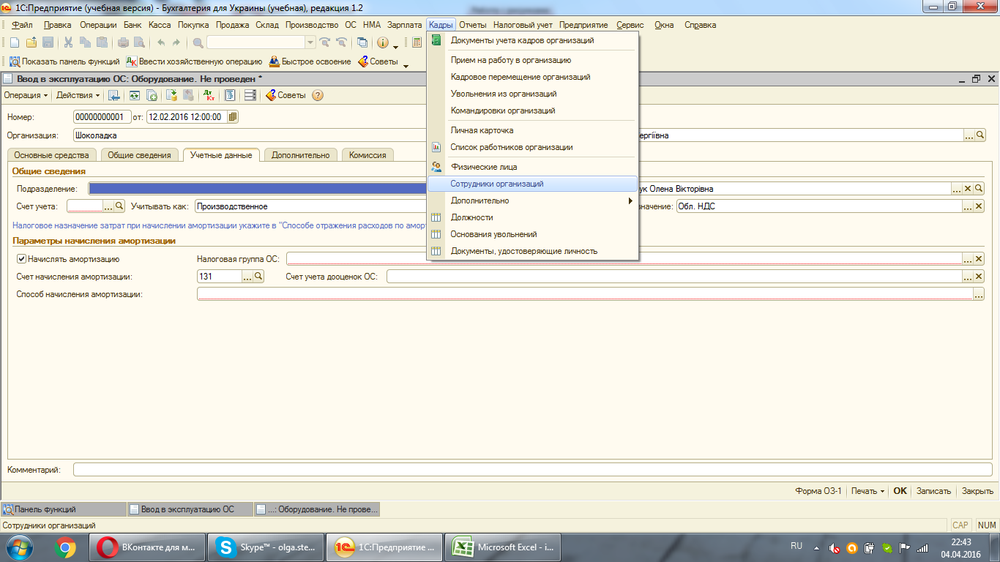 1С:Предприятие (учебная версия) - Бухгалтерия для Украины (учебная), редакция 1.2
Файл Правка Операции Банк Касса Покупка Продажа Склад Производство ОС НМА Зарплата Кадры Отчеты Налоговый учет Предприятие Сервис Окна Справка
Показать панель функций Ввести хозяйственную операцию Быстрое освоение Советы
Документы учета кадров организаций
Прием на работу в организацию
Кадровое перемещение организаций
Увольнения из организаций
Командировки организаций
Личная карточка
Список работников организации
Физические лица
Сотрудники организаций
Дополнительно
Должности
Основания увольнений
Документы, удостоверяющие личность
Ввод в эксплуатацию ОС: Оборудование. Не проведен *
Операция Действия Дт Кт Советы
Номер: 00000000001 от: 12.02.2016 12:00:00
Организация: Шоколадка ергіївна
Основные средства Общие сведения Учетные данные Дополнительно Комиссия
Общие сведения
Подразделение: ук Олена Вікторівна
Счет учета: Учитывать как: Производственное начение: Обл. НДС
Налоговое назначение затрат при начислении амортизации укажите в "Способе отражения расходов по аморт
Параметры начисления амортизации
Начислять амортизацию Налоговая группа ОС:
Счет начисления амортизации: 131 Счет учета дооценок ОС:
Способ начисления амортизации:
Комментарий:
Форма ОЗ-1 Печать OK Записать Закрыть
Панель функций Ввод в эксплуатацию ОС ...: Оборудование. Не прове...
Сотрудники организаций CAP NUM
ВКонтакте для м... Skype™ - olga.ste... 1С:Предприятие ... Microsoft Excel - i... RU 22:43
04.04.2016